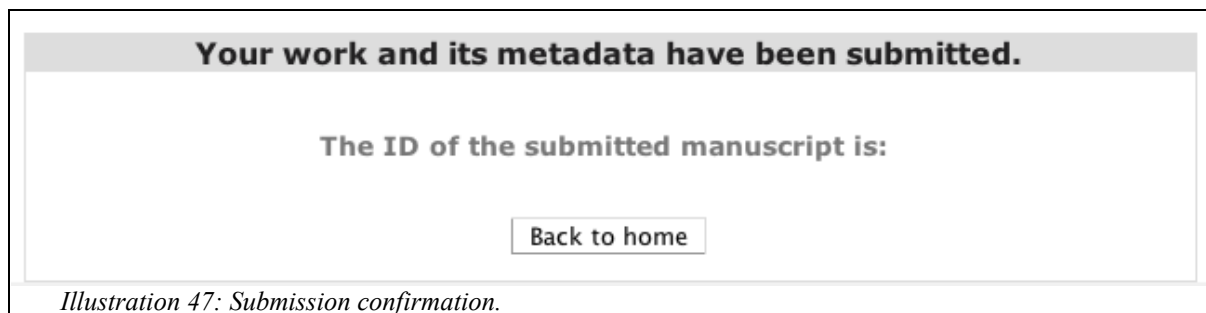 Your work and its metadata have been submitted.
The ID of the submitted manuscript is:
Back to home
Illustration 47: Submission confirmation.